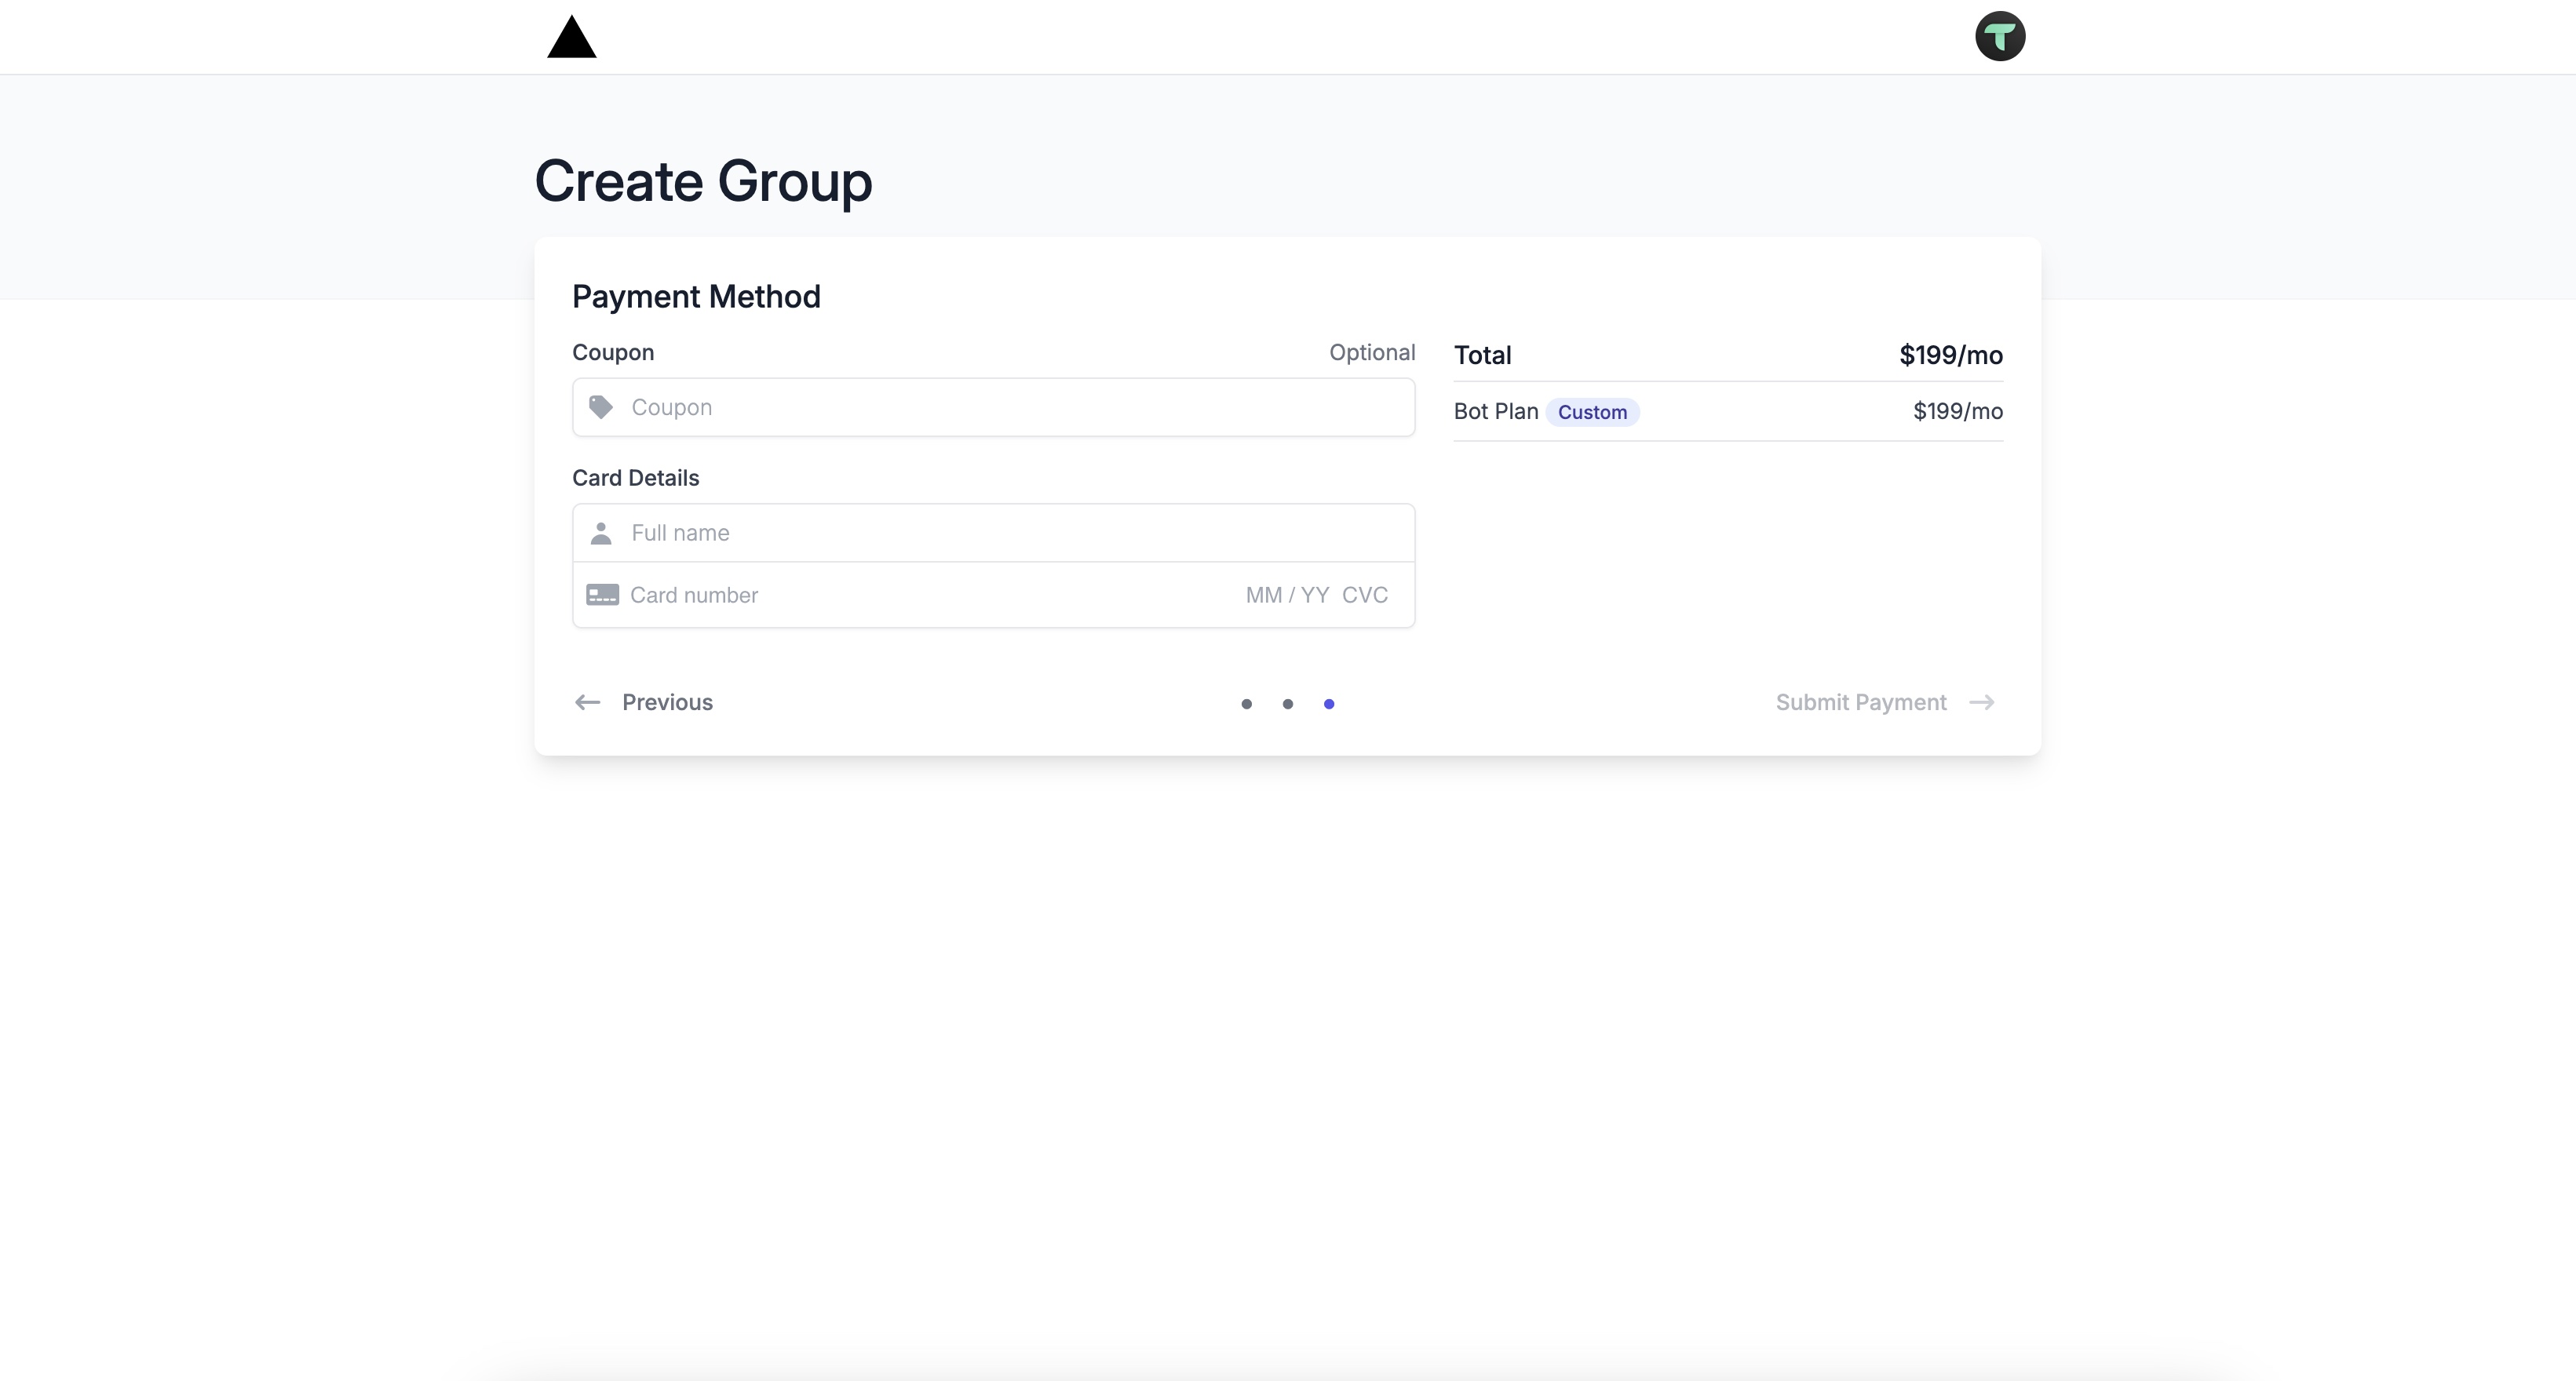 Create Group
Payment Method
Coupon Optional
Coupon
Card Details
Full name
Card number MM / YY CVC
Total $199/mo
Bot Plan Custom $199/mo
Previous
Submit Payment